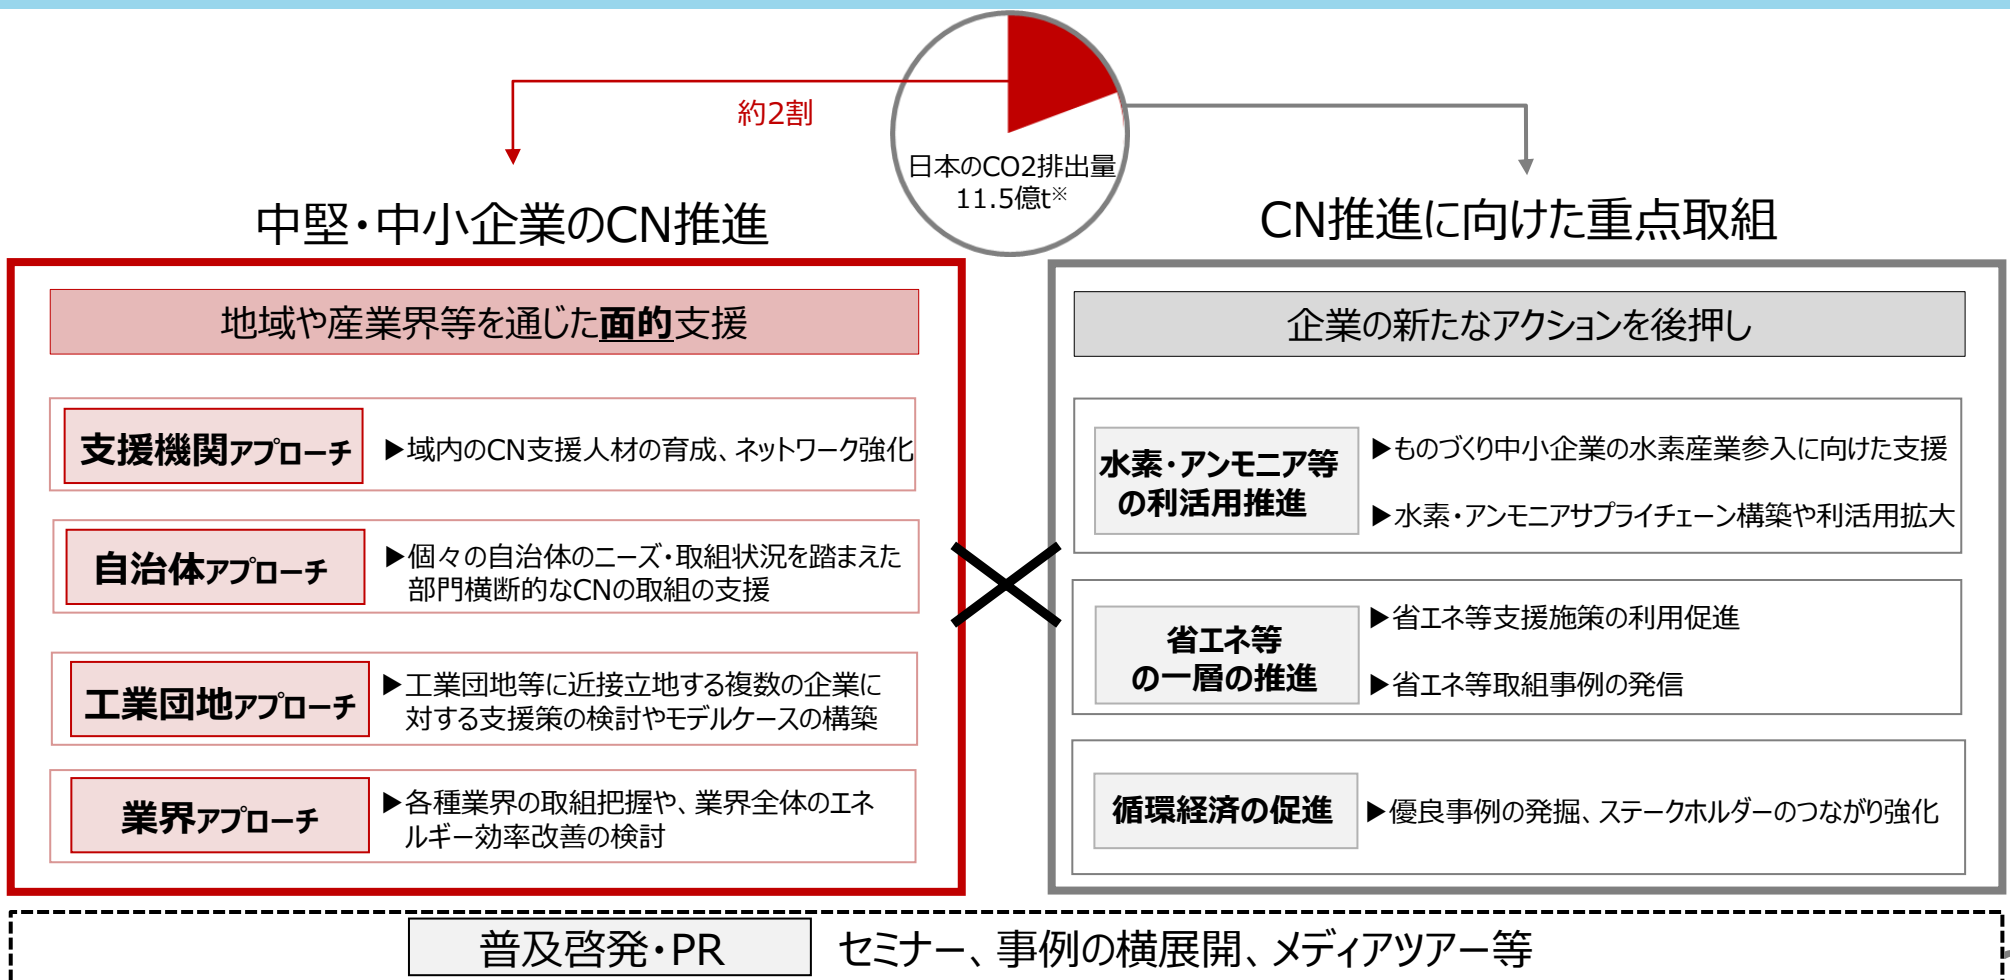 約2割
日本のCO2排出量
11.5億t※
中堅・中小企業のCN推進
地域や産業界等を通じた面的支援
支援機関アプローチ
▶域内のCN支援人材の育成、ネットワーク強化
自治体アプローチ
▶個々の自治体のニーズ・取組状況を踏まえた
部門横断的なCNの取組の支援
工業団地アプローチ
▶工業団地等に近接立地する複数の企業に
対する支援策の検討やモデルケースの構築
業界アプローチ
▶各種業界の取組把握や、業界全体のエネ
ルギー効率改善の検討
CN推進に向けた重点取組
企業の新たなアクションを後押し
水素・アンモニア等
の利活用推進
▶ものづくり中小企業の水素産業参入に向けた支援
▶水素・アンモニアサプライチェーン構築や利活用拡大
省エネ等
の一層の推進
▶省エネ等支援施策の利用促進
▶省エネ等取組事例の発信
循環経済の促進
▶優良事例の発掘、ステークホルダーのつながり強化
普及啓発・PR
セミナー、事例の横展開、メディアツアー等